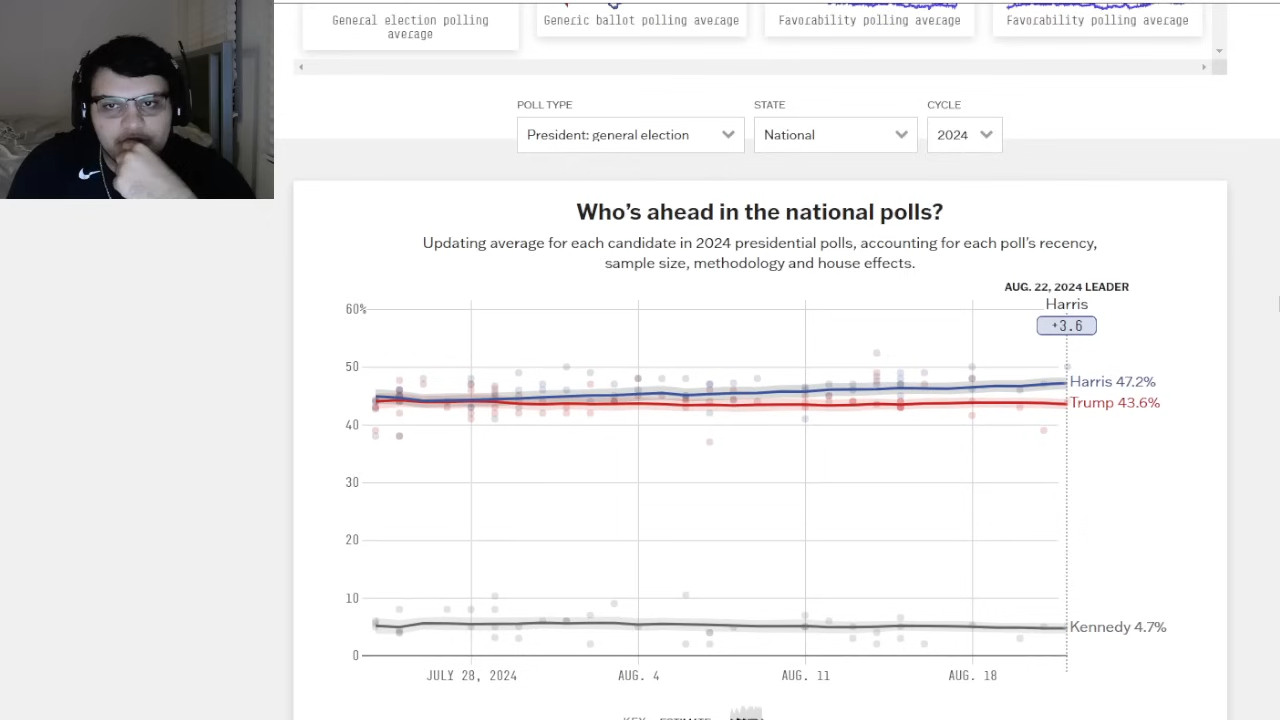 General election polling
average
Generic ballot polling average
Favorability polling average
Favorability polling average
POLL TYPE
STATE
CYCLE
President: general election
National
2024
Who's ahead in the national polls?
Updating average for each candidate in 2024 presidential polls, accounting for each poll's recency,
sample size, methodology and house effects.
AUG. 22, 2024 LEADER
Harris
+3.6
60%
50
Harris 47.2%
Trump 43.6%
40
30
20
10
Kennedy 4.7%
0
JULY 28, 2024
AUG. 4
AUG. 11
AUG. 18
KEY ESTIMATE